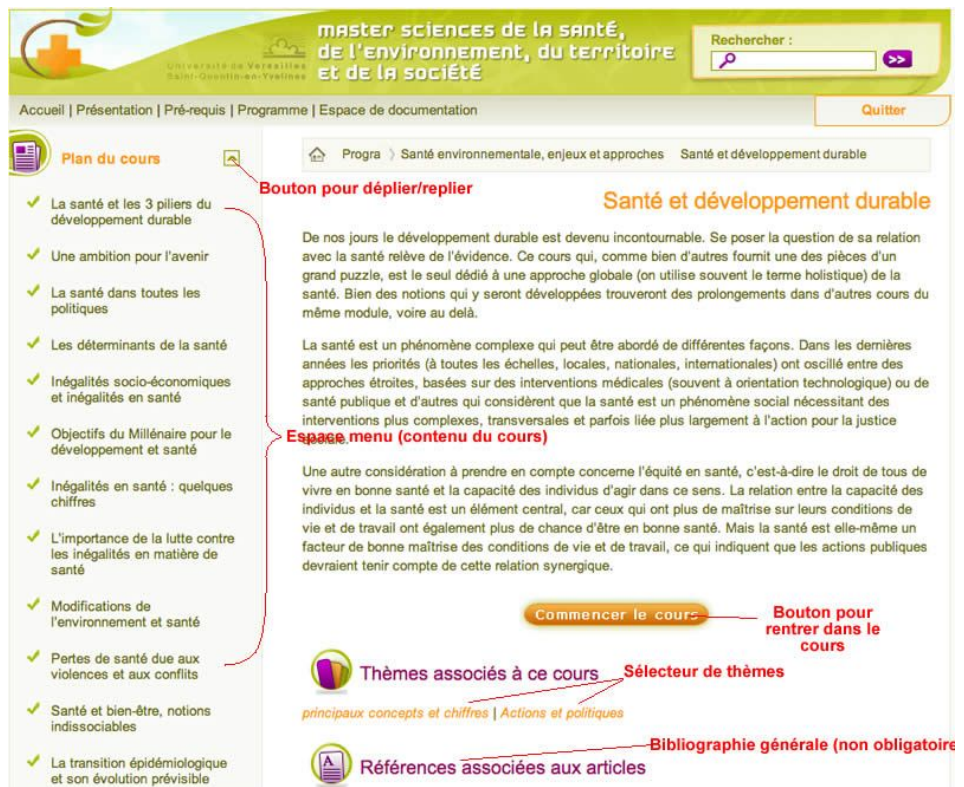 master sciences de la santé,
de l'environnement, du territoire
et de la société
Université de Versailles
Saint-Quentin-en-Yvelines
Rechercher :
>>
Accueil | Présentation | Pré-requis | Programme | Espace de documentation
Quitter
Plan du cours
Bouton pour déplier/replier
La santé et les 3 piliers du
développement durable
Une ambition pour l'avenir
La santé dans toutes les
politiques
Les déterminants de la santé
Inégalités socio-économiques
et inégalités en santé
Objectifs du Millénaire pour le
développement et santé
Inégalités en santé : quelques
chiffres
L'importance de la lutte contre
les inégalités en matière de
santé
Modifications de
l'environnement et santé
Pertes de santé due aux
violences et aux conflits
Santé et bien-être, notions
indissociables
La transition épidémiologique
et son évolution prévisible
Espace menu (contenu du cours)
Progra 〉 Santé environnementale, enjeux et approches Santé et développement durable
Santé et développement durable
De nos jours le développement durable est devenu incontournable. Se poser la question de sa relation
avec la santé relève de l'évidence. Ce cours qui, comme bien d'autres fournit une des pièces d'un
grand puzzle, est le seul dédié à une approche globale (on utilise souvent le terme holistique) de la
santé. Bien des notions qui y seront développées trouveront des prolongements dans d'autres cours du
même module, voire au delà.
La santé est un phénomène complexe qui peut être abordé de différentes façons. Dans les dernières
années les priorités (à toutes les échelles, locales, nationales, internationales) ont oscillé entre des
approches étroites, basées sur des interventions médicales (souvent à orientation technologique) ou de
santé publique et d'autres qui considèrent que la santé est un phénomène social nécessitant des
interventions plus complexes, transversales et parfois liée plus largement à l'action pour la justice
Une autre considération à prendre en compte concerne l'équité en santé, c'est-à-dire le droit de tous de
vivre en bonne santé et la capacité des individus d'agir dans ce sens. La relation entre la capacité des
individus et la santé est un élément central, car ceux qui ont plus de maîtrise sur leurs conditions de
vie et de travail ont également plus de chance d'être en bonne santé. Mais la santé est elle-même un
facteur de bonne maîtrise des conditions de vie et de travail, ce qui indiquent que les actions publiques
devraient tenir compte de cette relation synergique.
Commencer le cours
Bouton pour
rentrer dans le
cours
Thèmes associés à ce cours
Sélecteur de thèmes
principaux concepts et chiffres | Actions et politiques
Bibliographie générale (non obligatoire
A
Références associées aux articles